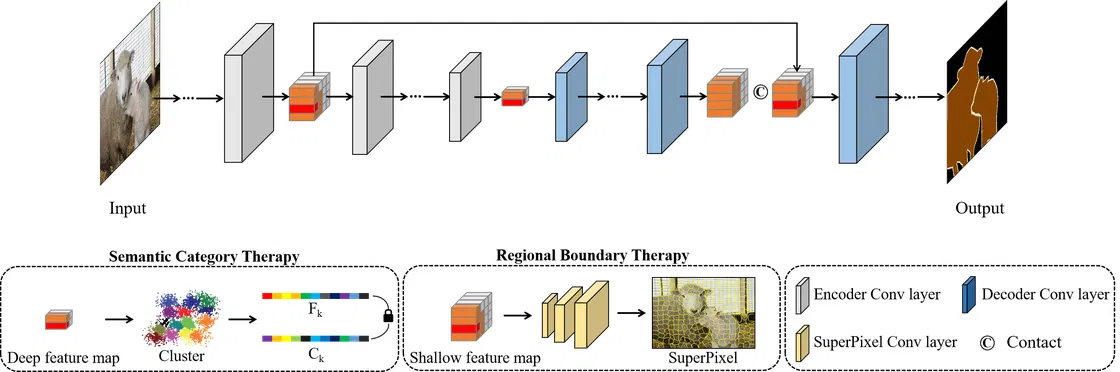 ©
Input
Output
Semantic Category Therapy
Regional Boundary Therapy
Fk
Ck
Deep feature map
Cluster
Shallow feature map
SuperPixel
Encoder Conv layer
Decoder Conv layer
SuperPixel Conv layer
© Contact